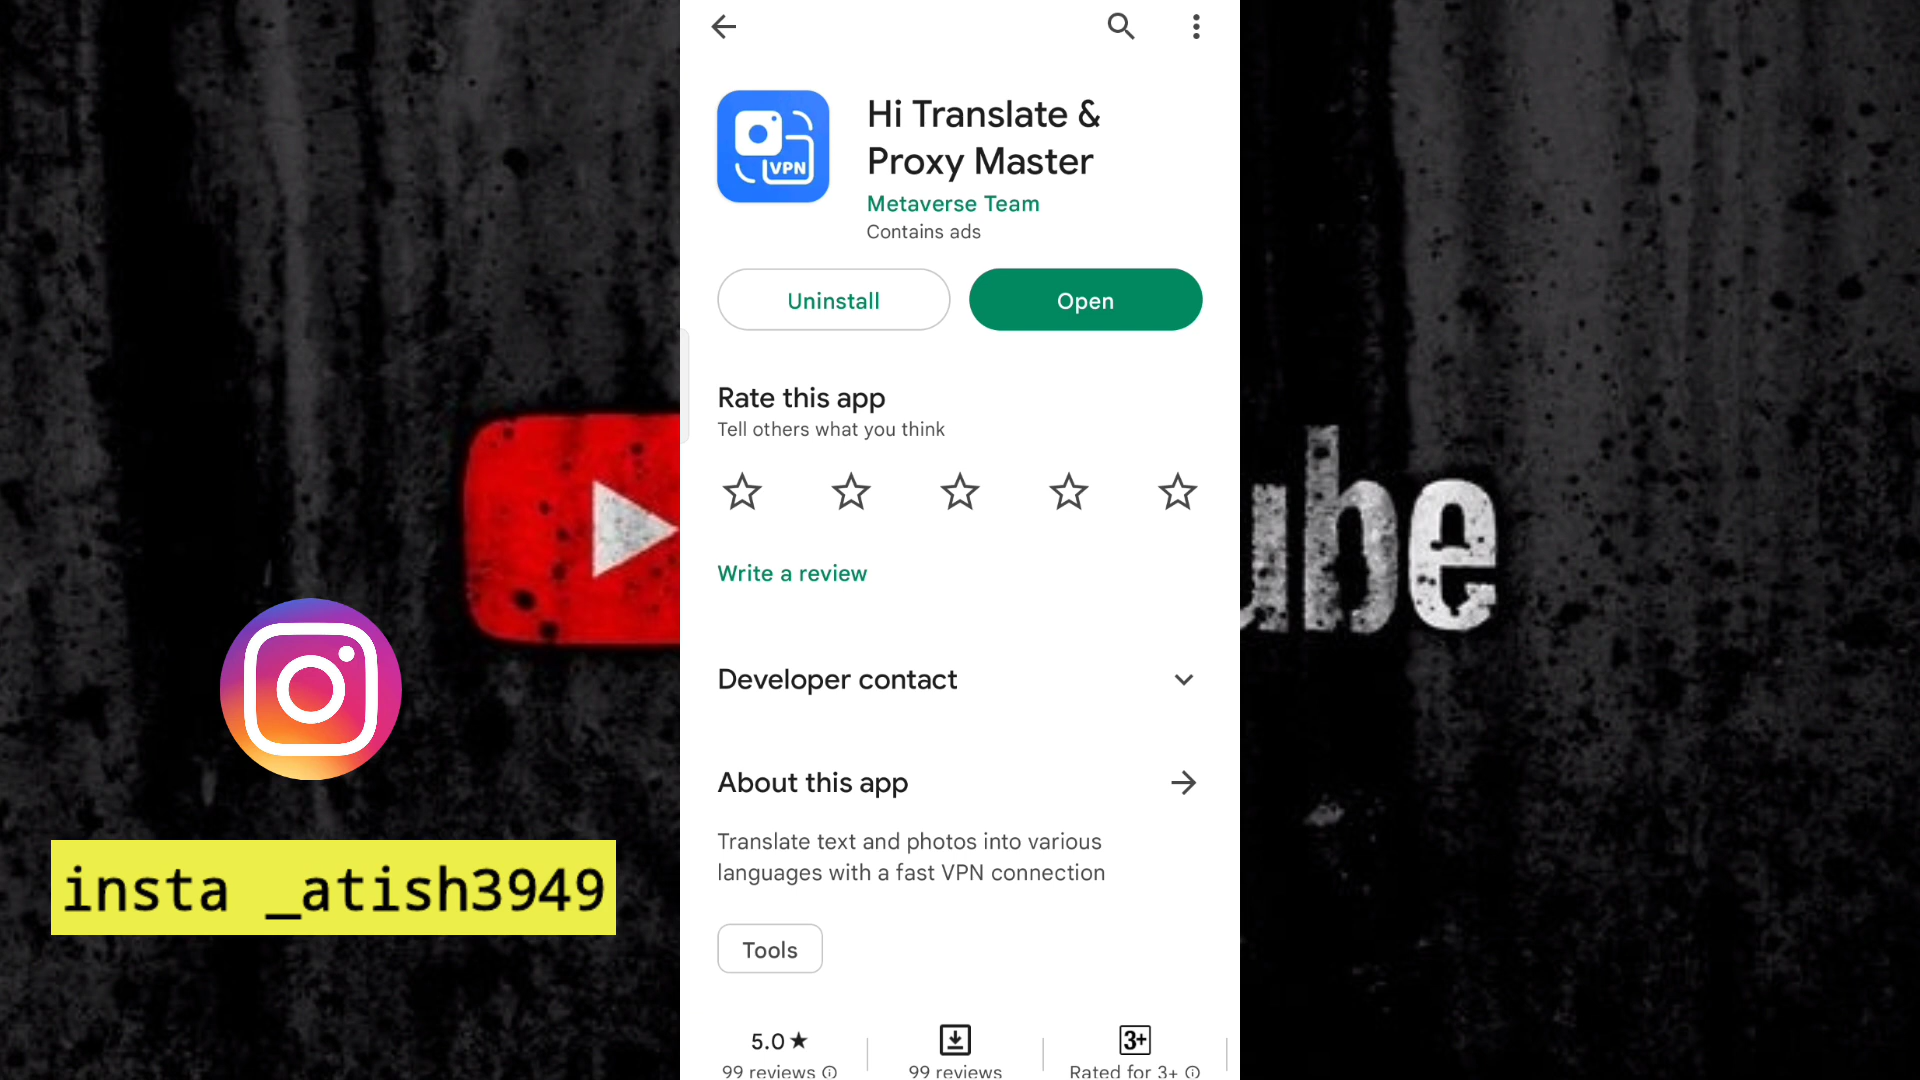 Hi Translate &
Proxy Master
Metaverse Team
Contains ads
VPN
Uninstall
Open
Rate this app
Tell others what you think
Write a review
Developer contact
About this app
Translate text and photos into various
languages with a fast VPN connection
Tools
5.0★
99 reviews
99 reviews
3+
Rated for 3+
ube
insta _atish3949